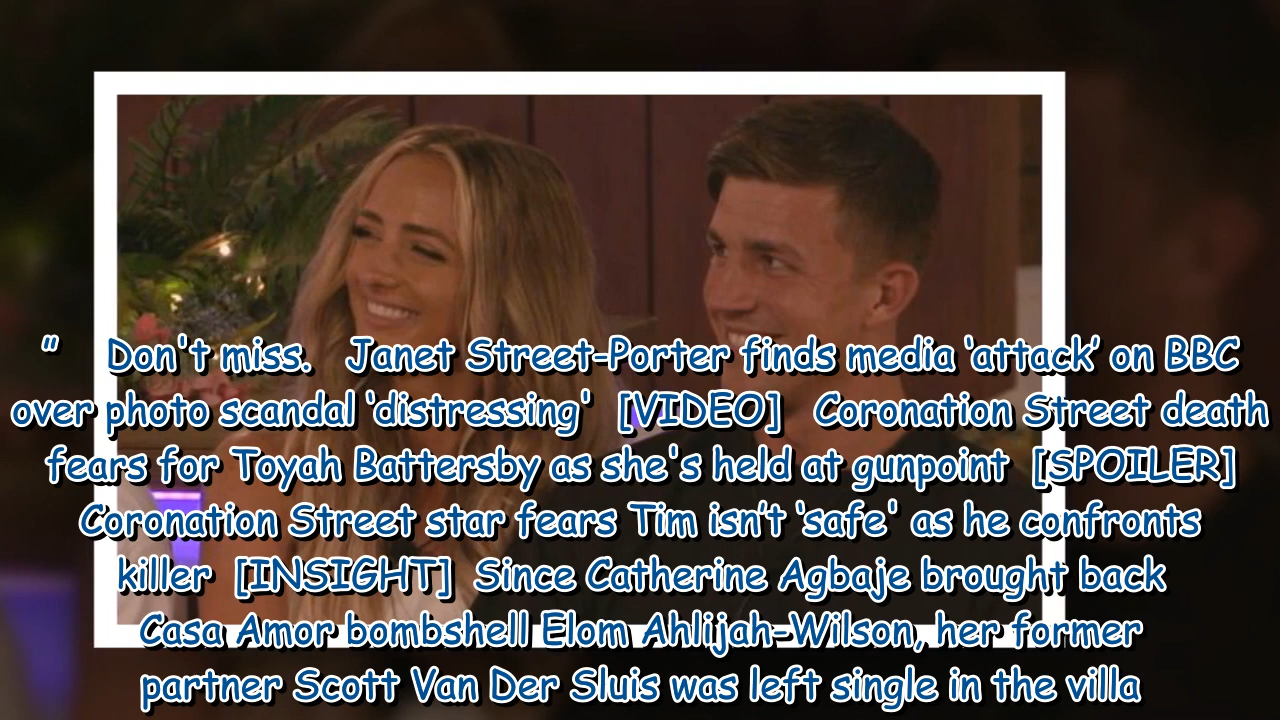 ” Don't miss. Janet Street-Porter finds media ‘attack’ on BBC
over photo scandal ‘distressing' [VIDEO] Coronation Street death
fears for Toyah Battersby as she's held at gunpoint [SPOILER]
Coronation Street star fears Tim isn’t ‘safe' as he confronts
killer [INSIGHT] Since Catherine Agbaje brought back
Casa Amor bombshell Elom Ahlijah-Wilson, her former
partner Scott Van Der Sluis was left single in the villa